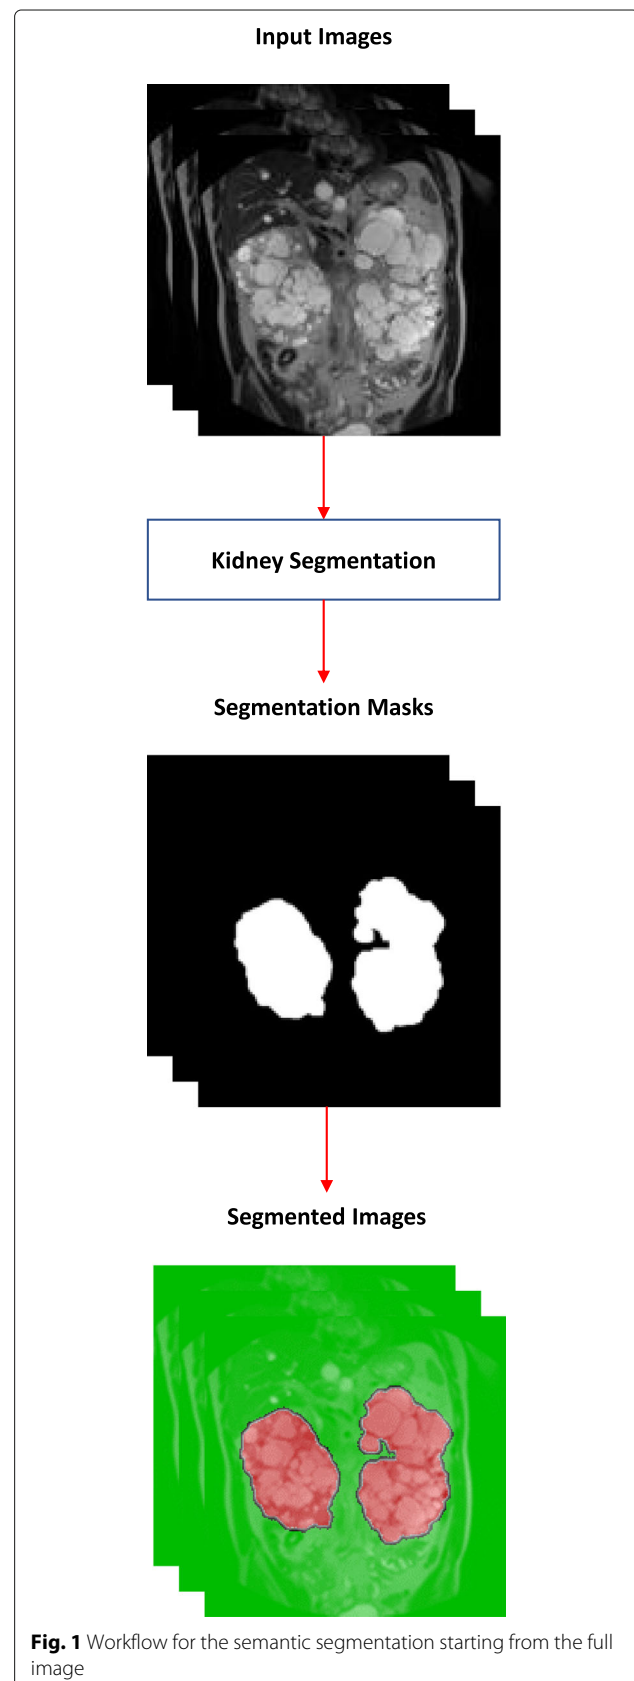 Input Images
Kidney Segmentation
Segmentation Masks
Segmented Images
Fig. 1 Workflow for the semantic segmentation starting from the full
image